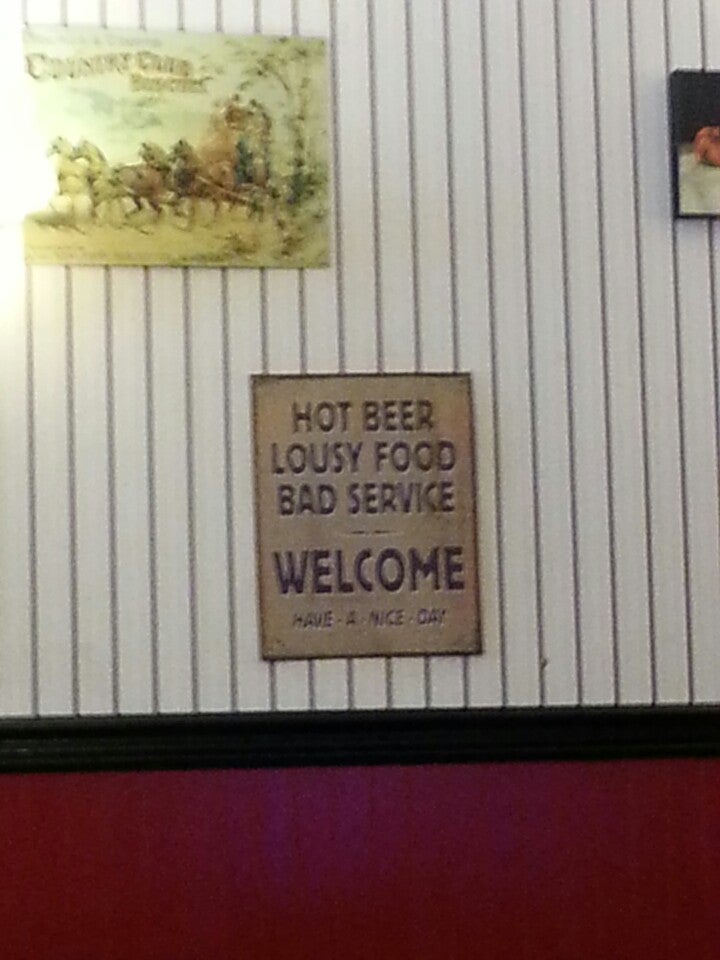 COUNTRY CLUB
HOT BEER
LOUSY FOOD
BAD SERVICE
WELCOME
HAVE - A - NICE - DAY